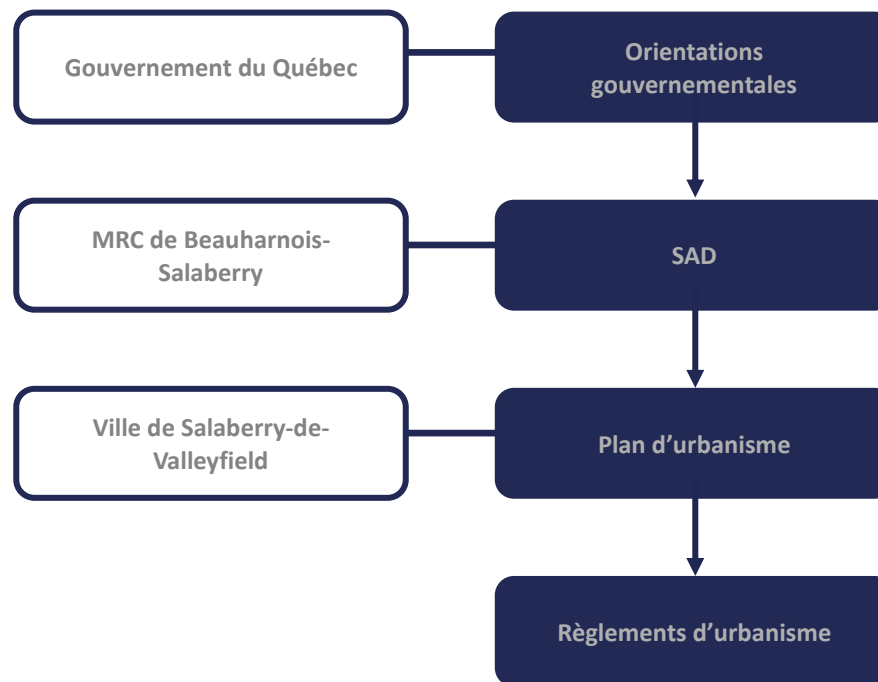 Gouvernement du Québec
Orientations
gouvernementales
MRC de Beauharnois-
Salaberry
SAD
Ville de Salaberry-de-
Valleyfield
Plan d’urbanisme
Règlements d’urbanisme